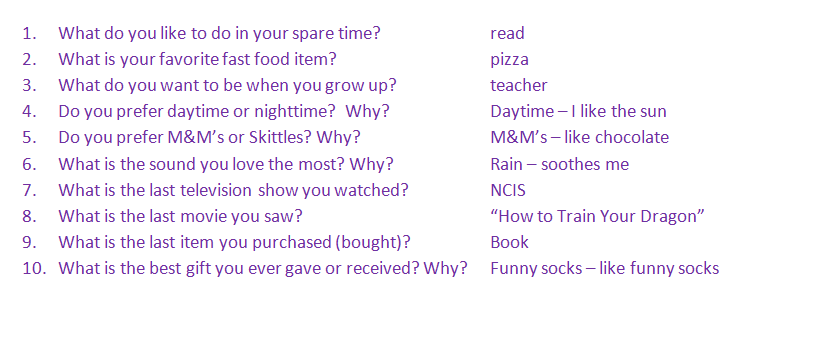 1. What do you like to do in your spare time? read
2. What is your favorite fast food item? pizza
3. What do you want to be when you grow up? teacher
4. Do you prefer daytime or nighttime?  Why? Daytime – I like the sun
5. Do you prefer M&M’s or Skittles? Why? M&M’s – like chocolate
6. What is the sound you love the most? Why? Rain – soothes me
7. What is the last television show you watched? NCIS
8. What is the last movie you saw? “How to Train Your Dragon”
9. What is the last item you purchased (bought)? Book
10. What is the best gift you ever gave or received? Why? Funny socks – like funny socks